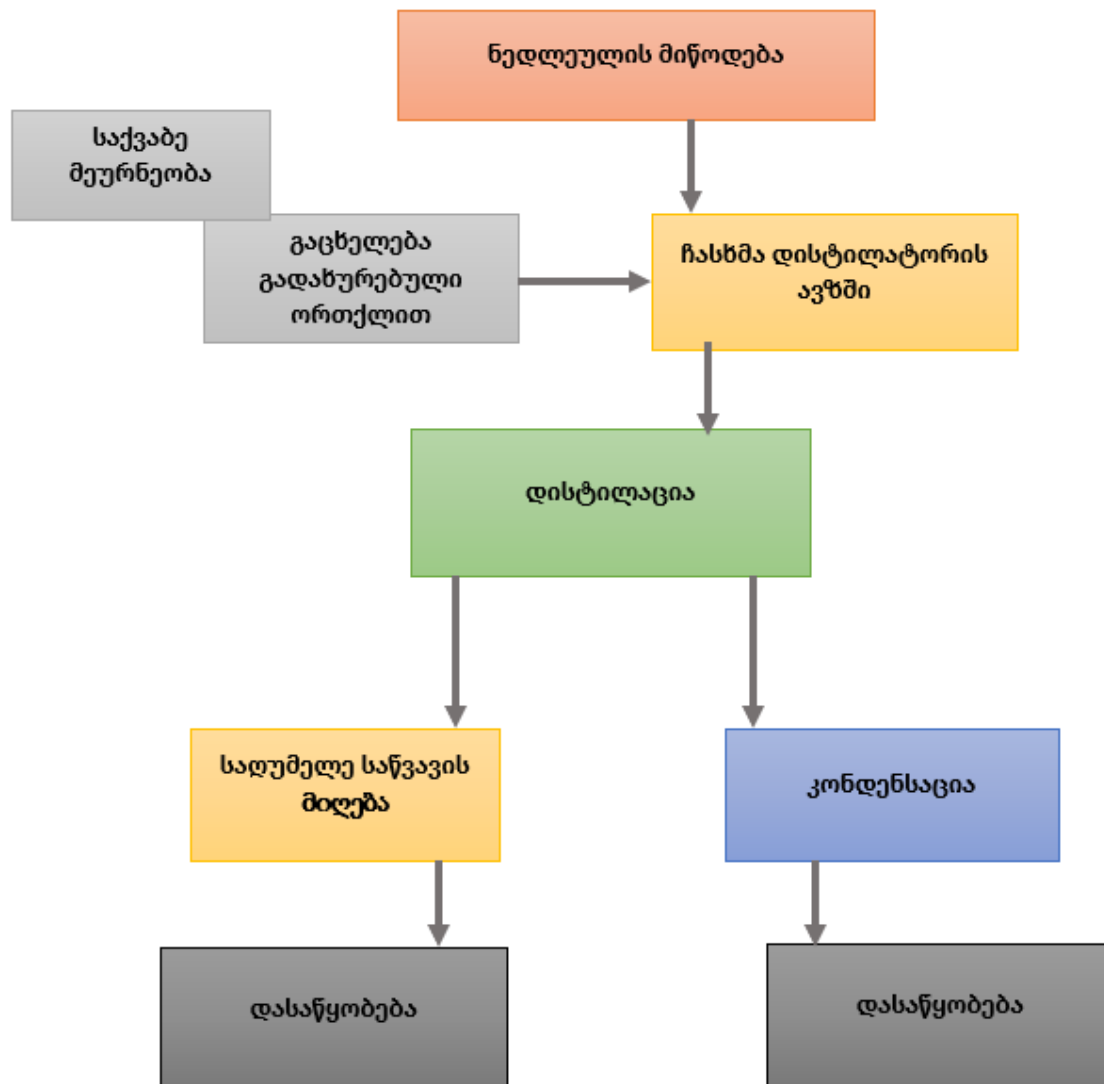 ნედლეულის მიწოდება
საქვაბე
მეურნეობა
გაცხელება
გადახურებული
ორთქლით
ჩასხმა დისტილატორის
ავზში
დისტილაცია
საღუმელე საწვავის
მიღება
კონდენსაცია
დასაწყობება
დასაწყობება